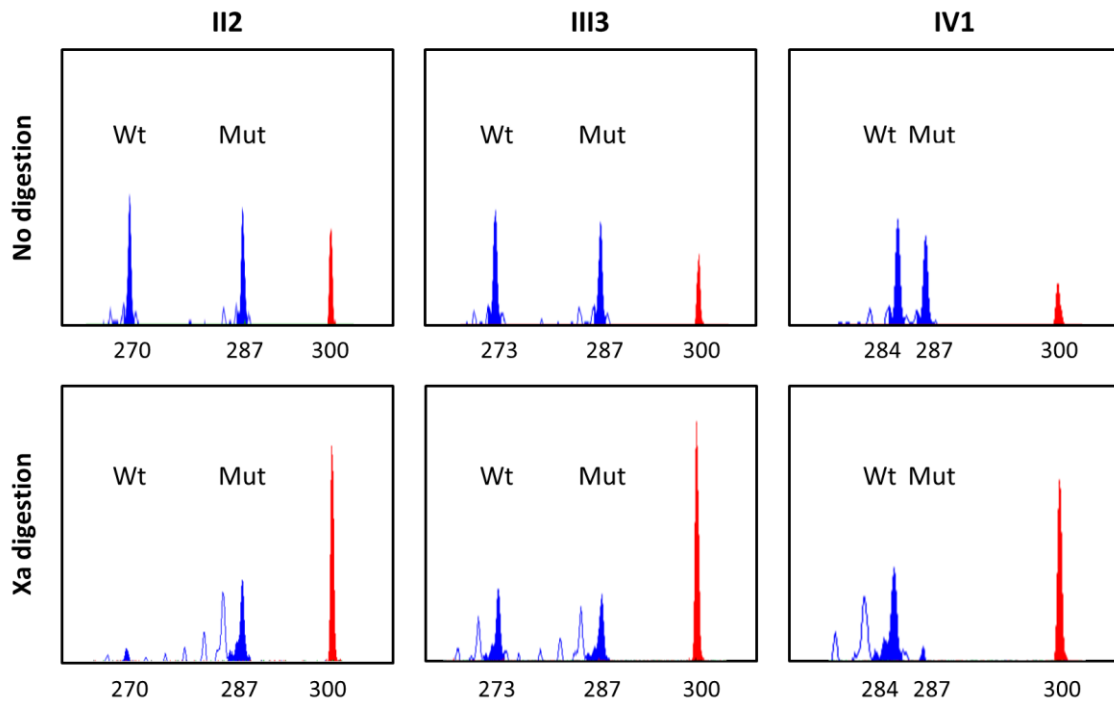 II2 III3 IV1
No digestion
Wt Mut Wt Mut Wt Mut
270 287 300 273 287 300 284 287 300
Xa digestion
Wt Mut Wt Mut Wt Mut
270 287 300 273 287 300 284 287 300